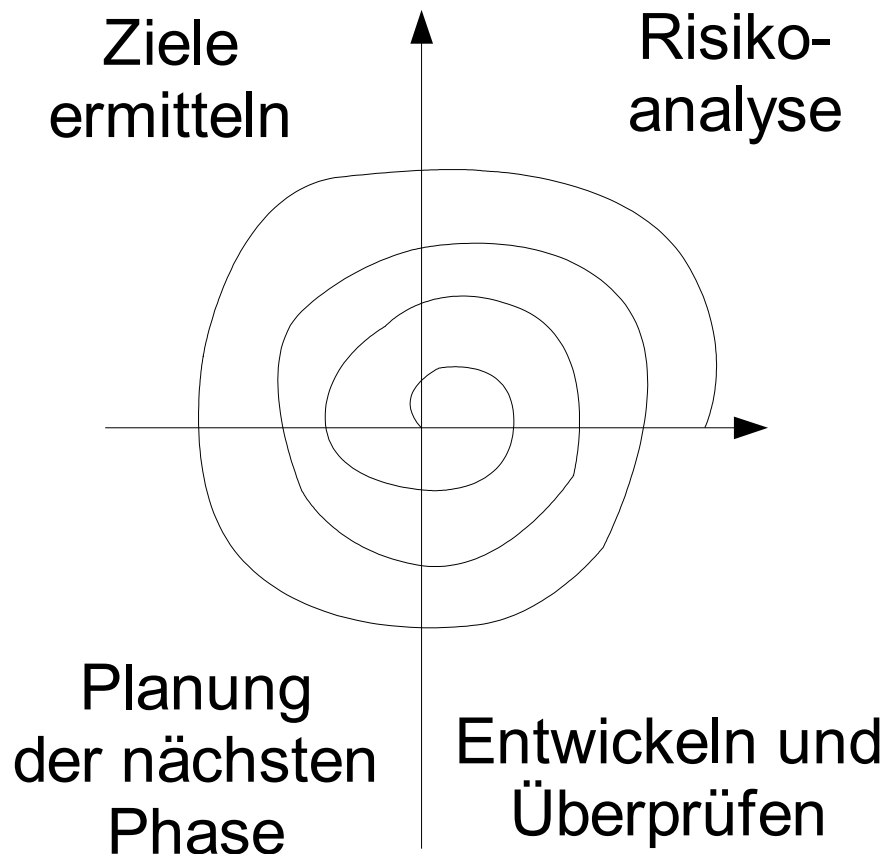 Ziele
ermitteln
Risiko-
analyse
Planung
der nächsten
Phase
Entwickeln und
Überprüfen